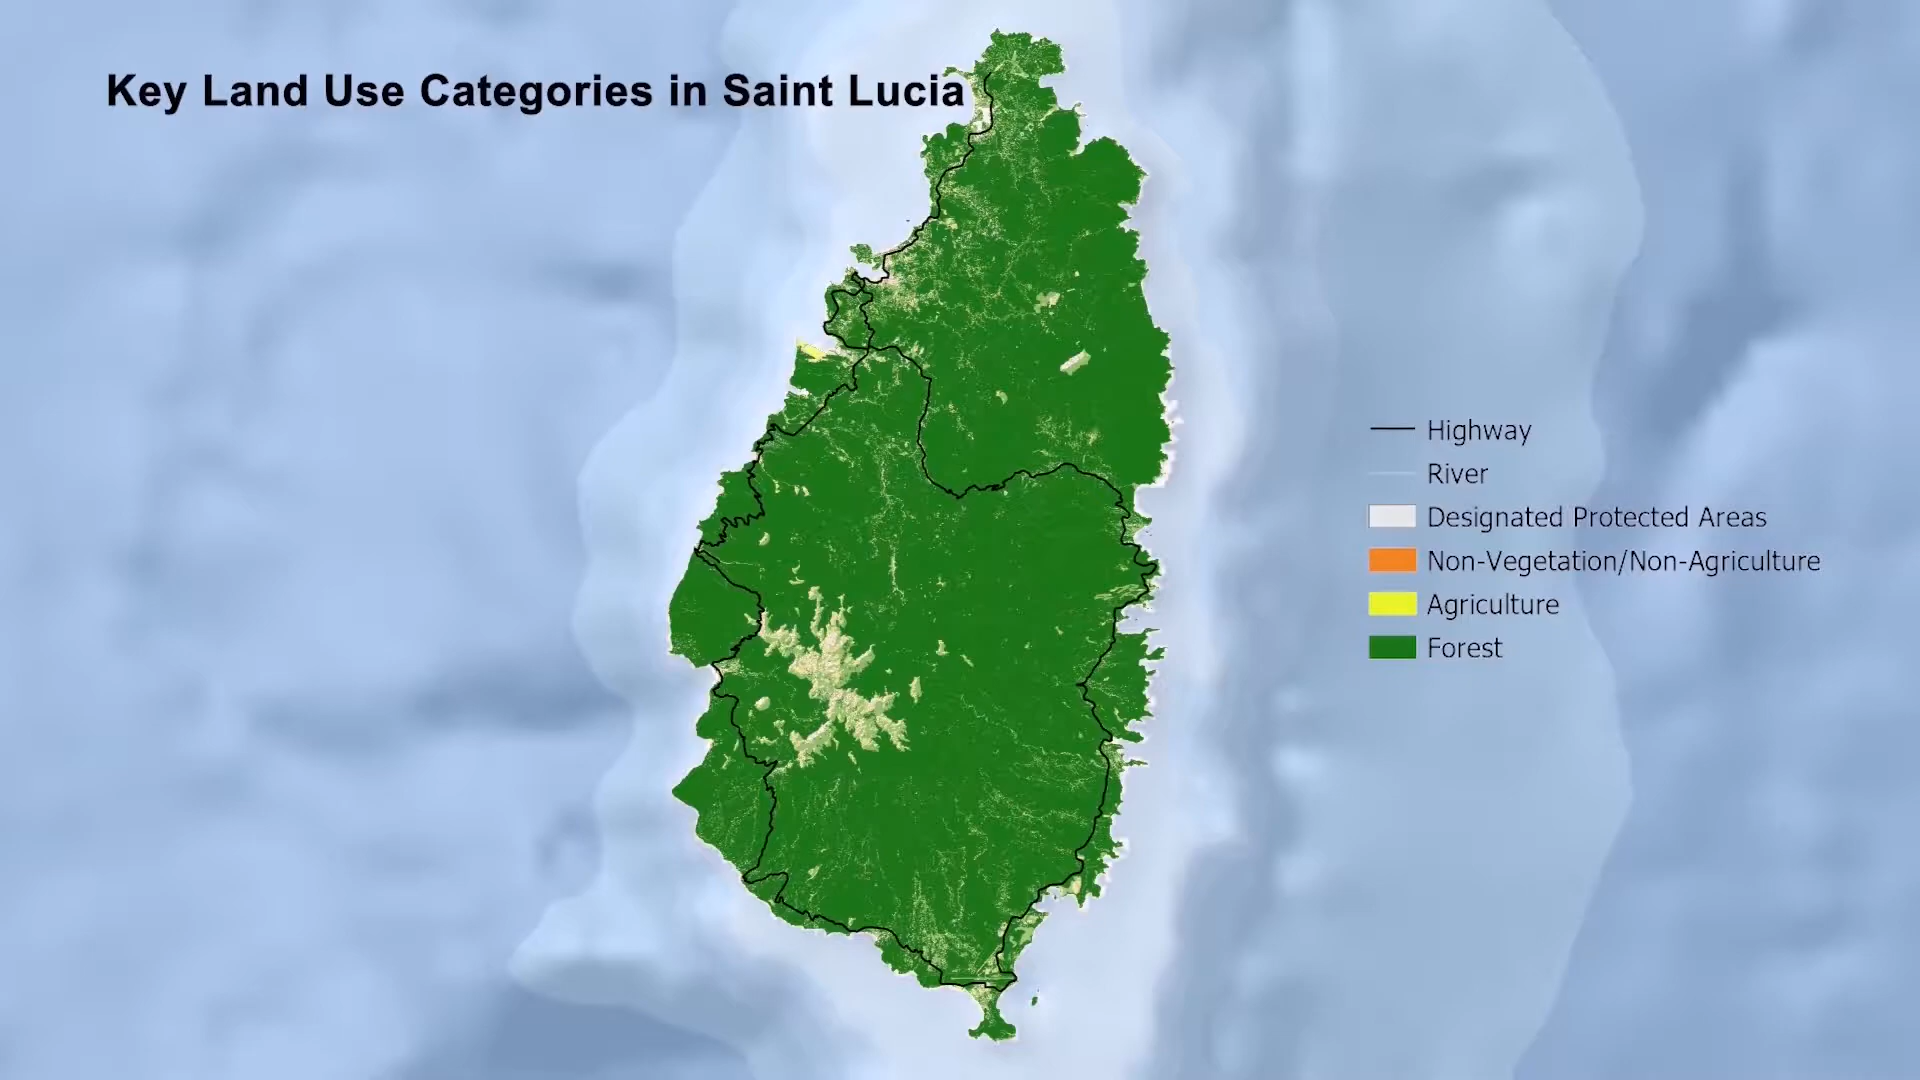 Key Land Use Categories in Saint Lucia
Highway
River
Designated Protected Areas
Non-Vegetation/Non-Agriculture
Agriculture
Forest